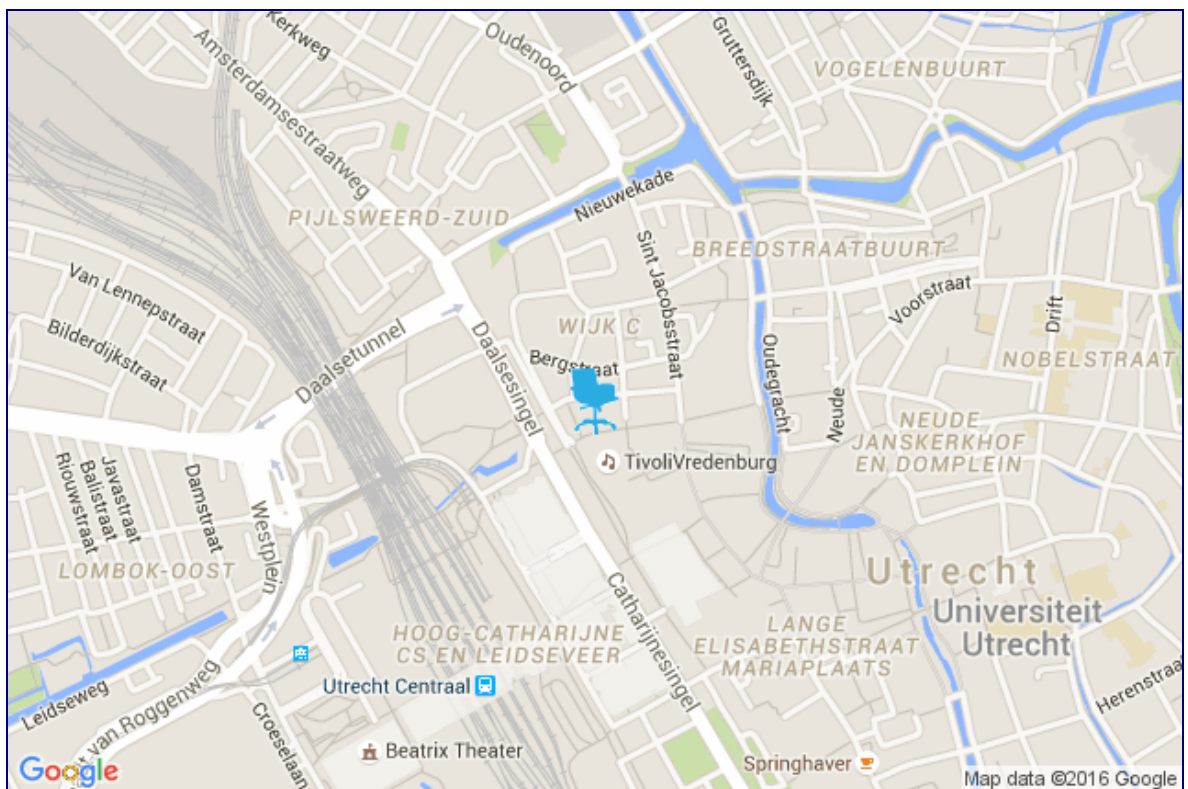 Kerkweg
Oudenoord
Gruttersdijk
VOGELENBUURT
Amsterdamsestraatweg
Nieuwekade
PIJLSWEERD-ZUID
BREEDSTRAATBUURT
Sint Jacobsstraat
Van Lennepstraat
Voorstraat
Drift
Bilderdijkstraat
Daalsetunnel
Daalsesingel
WIJK C
Bergstraat
Oudegracht
NOBELSTRAAT
Neude
NEUDE
JANSKERKHOF
EN DOMPLEIN
TivoliVredenburg
Javastraat
Balistraat
Riouwstraat
Damstraat
Westplein
LOMBOK-OOST
Utrecht
Universiteit
Utrecht
Catharijnesingel
HOOG-CATHARIJNE
CS EN LEIDSEVEER
LANGE
ELISABETHSTRAAT
MARIAPLAATS
Utrecht Centraal
Leidseweg
van Roggenweg
Croeselaan
Herenstraa
Beatrix Theater
Springhaver
Google
Map data ©2016 Google